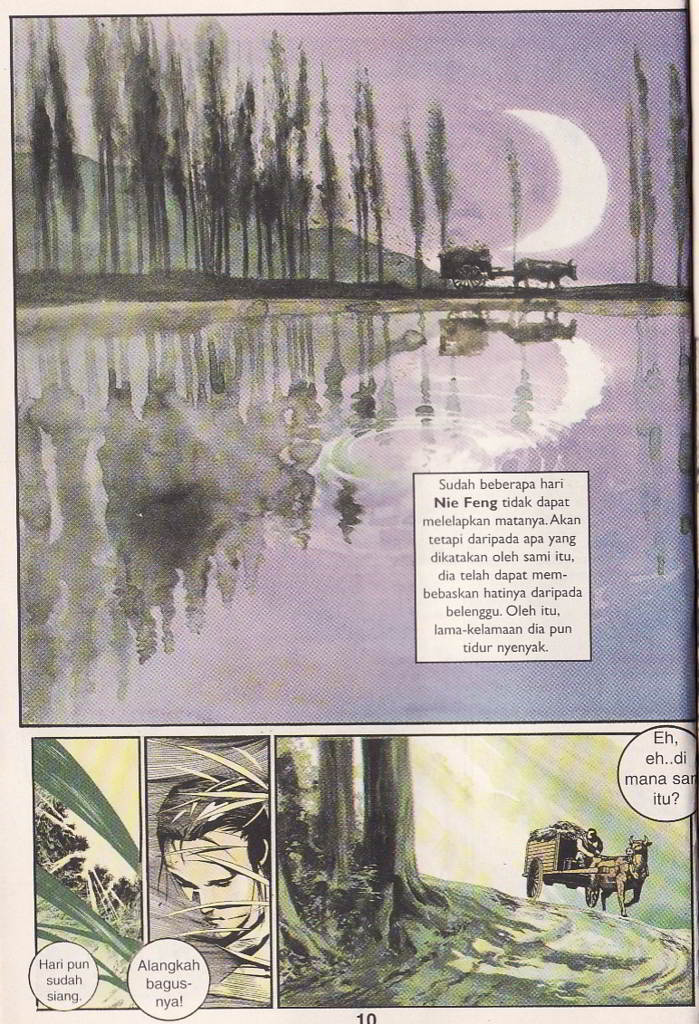 Sudah beberapa hari
Nie Feng tidak dapat
melelapkan matanya. Akan
tetapi daripada apa yang
dikatakan oleh sami itu,
dia telah dapat mem-
bebaskan hatinya daripada
belenggu. Oleh itu,
lama-kelamaan dia pun
tidur nyenyak.
Hari pun
sudah
siang.
Alangkah
bagus-
nya!
Eh,
eh..di
mana
itu?
10